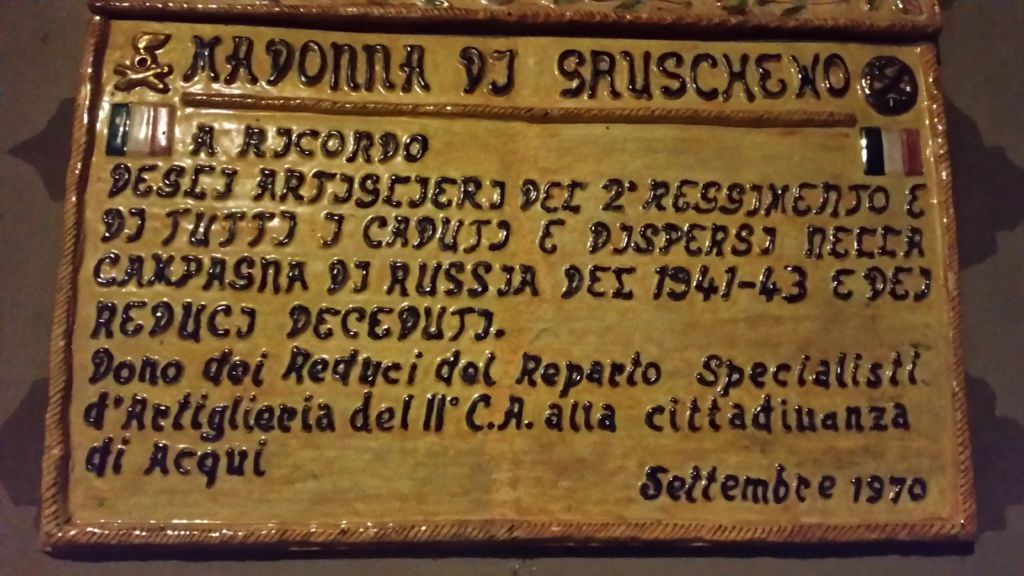 MADONNA DI GRUSCHEWO
A RICORDO
DEGLI ARTIGLIERI DEL 2° REGGIMENTO E
DI TUTTI I CADUTI E DISPERSI NELLA
CAMPAGNA DI RUSSIA DEL 1941-43 E DEI
REDUCI DECEDUTI.
Dono dei Reduci del Reparto Specialisti
d'Artiglieria del II° C.A. alla cittadinanza
di Acqui
Settembre 1970